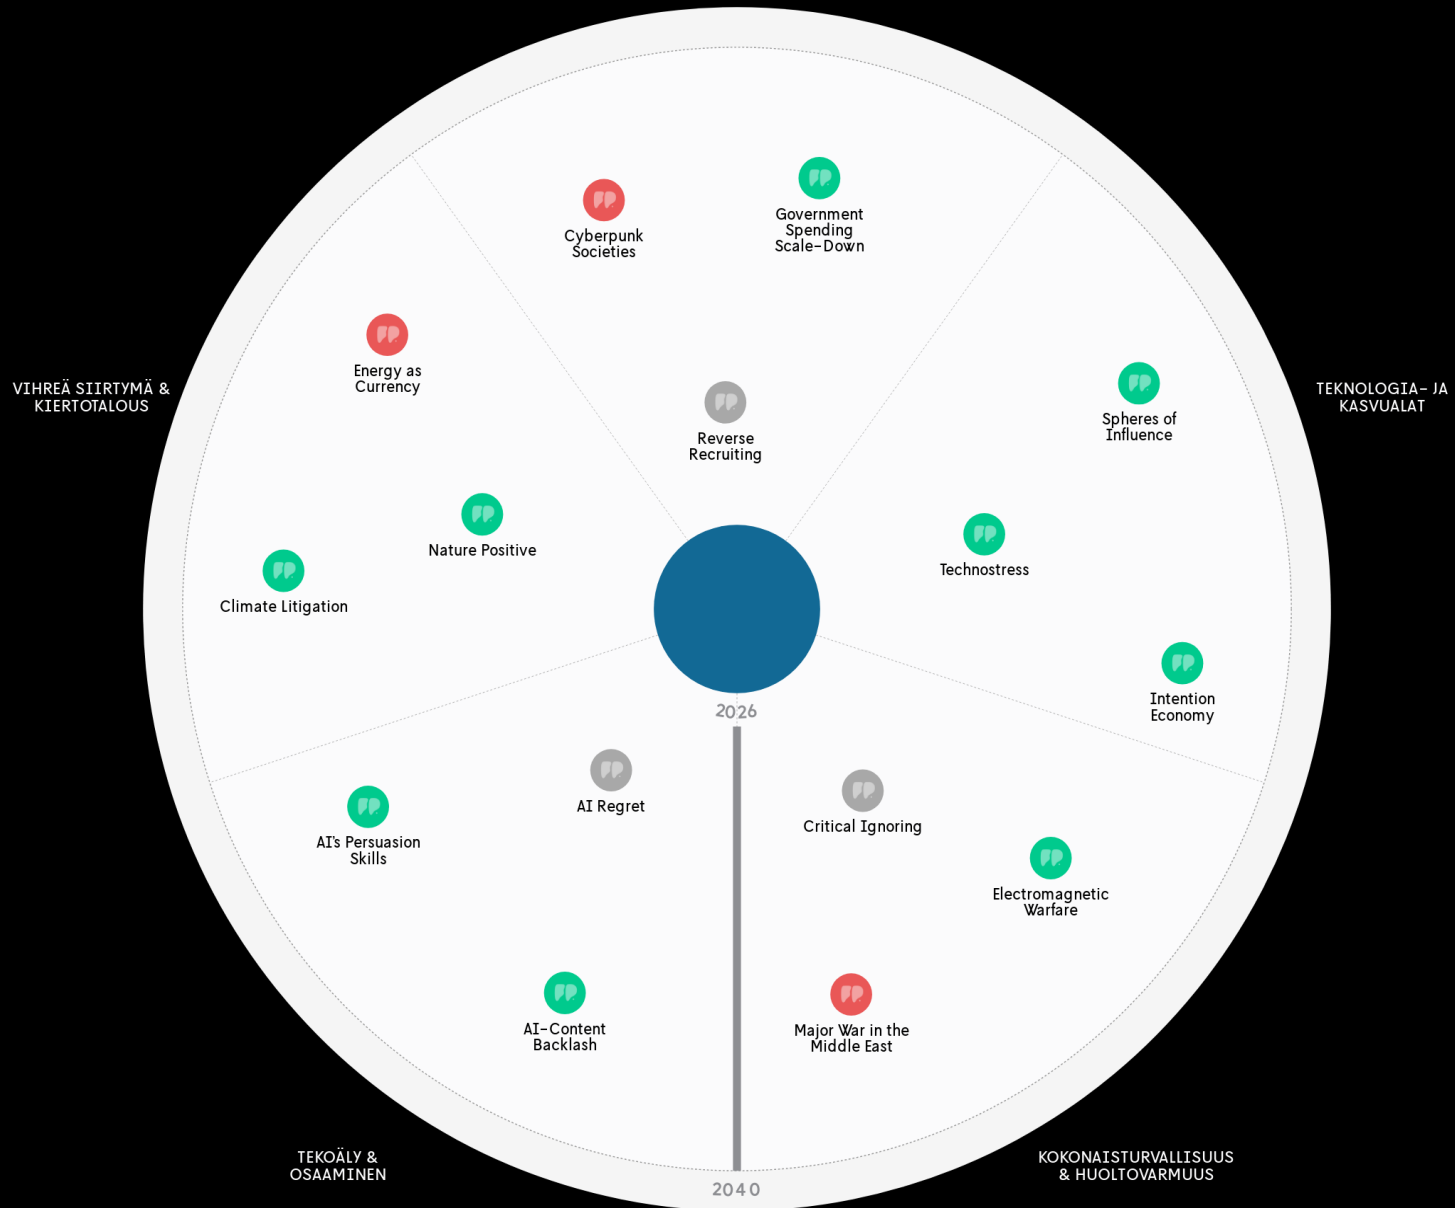 Cyberpunk
Societies
Government
Spending
Scale-Down
Energy as
Currency
Reverse
Recruiting
VIHREÄ SIIRTYMÄ &
KIERTOTALOUS
TEKNOLOGIA- JA
KASVUALAT
Spheres of
Influence
Nature Positive
Technostress
Climate Litigation
Intention
Economy
2026
AI Regret
Critical Ignoring
AI's Persuasion
Skills
Electromagnetic
Warfare
AI-Content
Backlash
Major War in the
Middle East
TEKOÄLY &
OSAAMINEN
KOKONAISTURVALLISUUS
& HUOLTOVARMUUS
2040